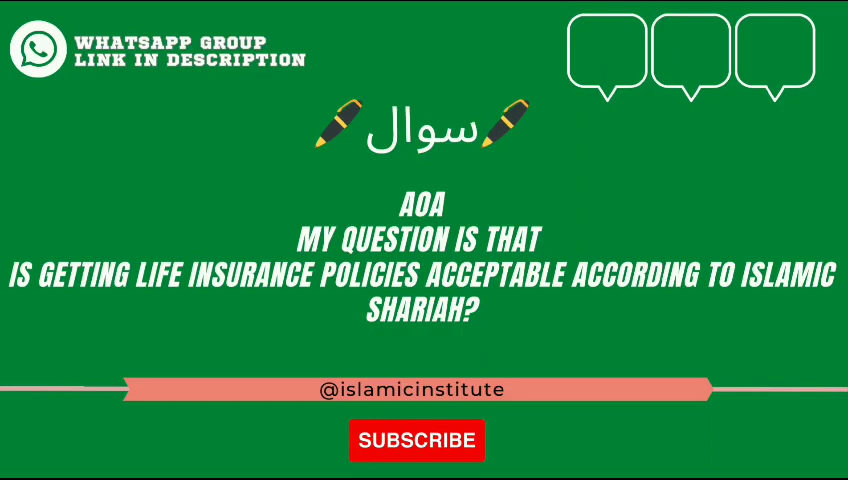 WHATSAPP GROUP
LINK IN DESCRIPTION
سوال
AOA
MY QUESTION IS THAT
IS GETTING LIFE INSURANCE POLICIES ACCEPTABLE ACCORDING TO ISLAMIC
SHARIAH?
@islamicinstitute
SUBSCRIBE